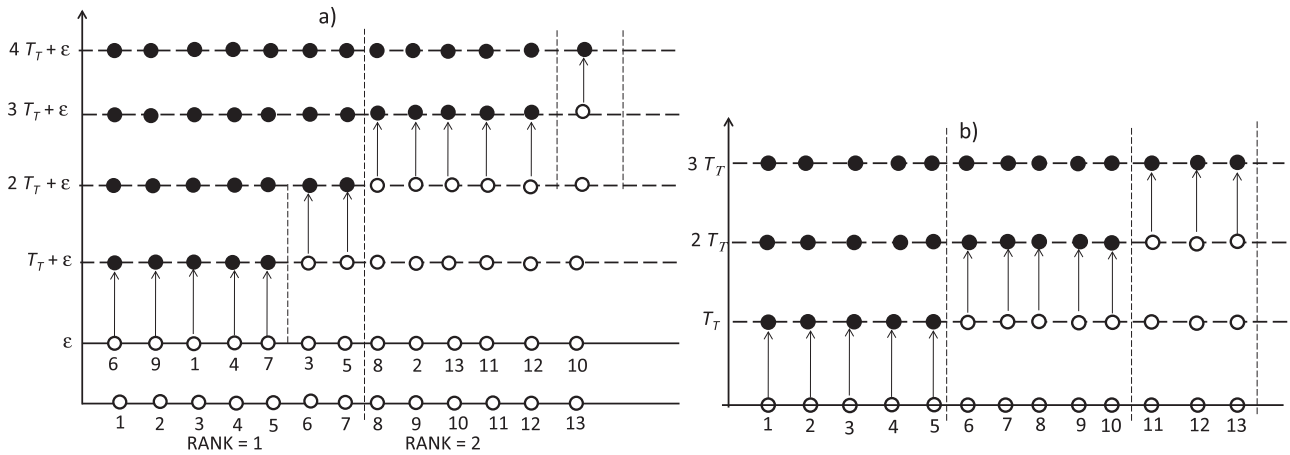 a)
4 T_T + ε
3 T_T + ε
2 T_T + ε
T_T + ε
ε
6 9 1 4 7 3 5 8 2 13 11 12 10
1 2 3 4 5 6 7 8 9 10 11 12 13
RANK = 1 RANK = 2
b)
3 T_T
2 T_T
T_T
1 2 3 4 5 6 7 8 9 10 11 12 13